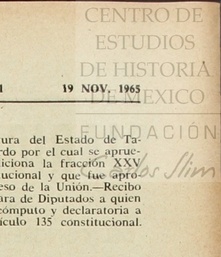 CENTRO DE
ESTUDIOS
DE HISTORIA
DE MEXICO
19 NOV. 1965
FUNDACIÓN
Carlos Slim
ura del Estado de Ta-
rdo por el cual se aprue-
iciona la fracción XXV
ucional y que fue apro-
eso de la Unión.—Recibo
ara de Diputados a quien
cómputo y declaratoria a
ículo 135 constitucional.